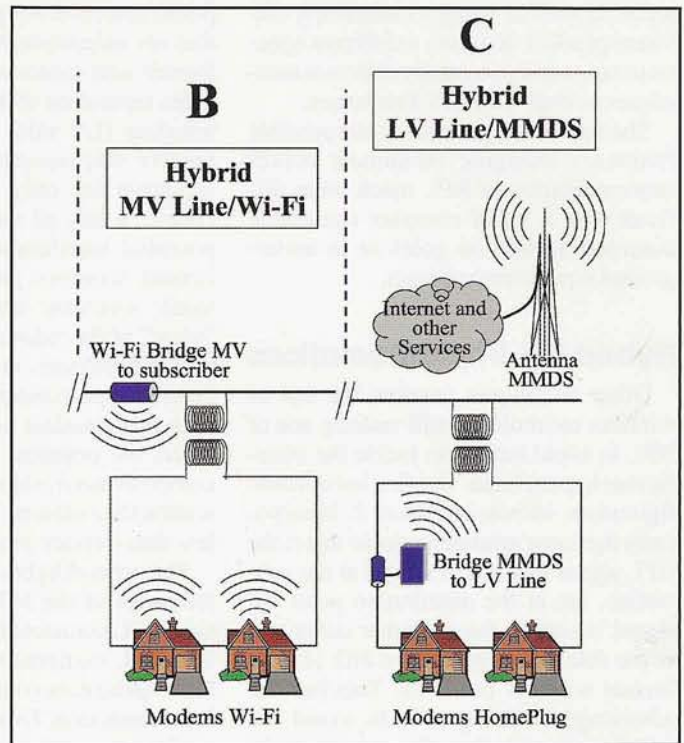 B
Hybrid
MV Line/Wi-Fi
Wi-Fi Bridge MV
to subscriber
Modems Wi-Fi
C
Hybrid
LV Line/MMDS
Internet and
other
Services
Antenna
MMDS
Bridge MMDS
to LV Line
Modems HomePlug